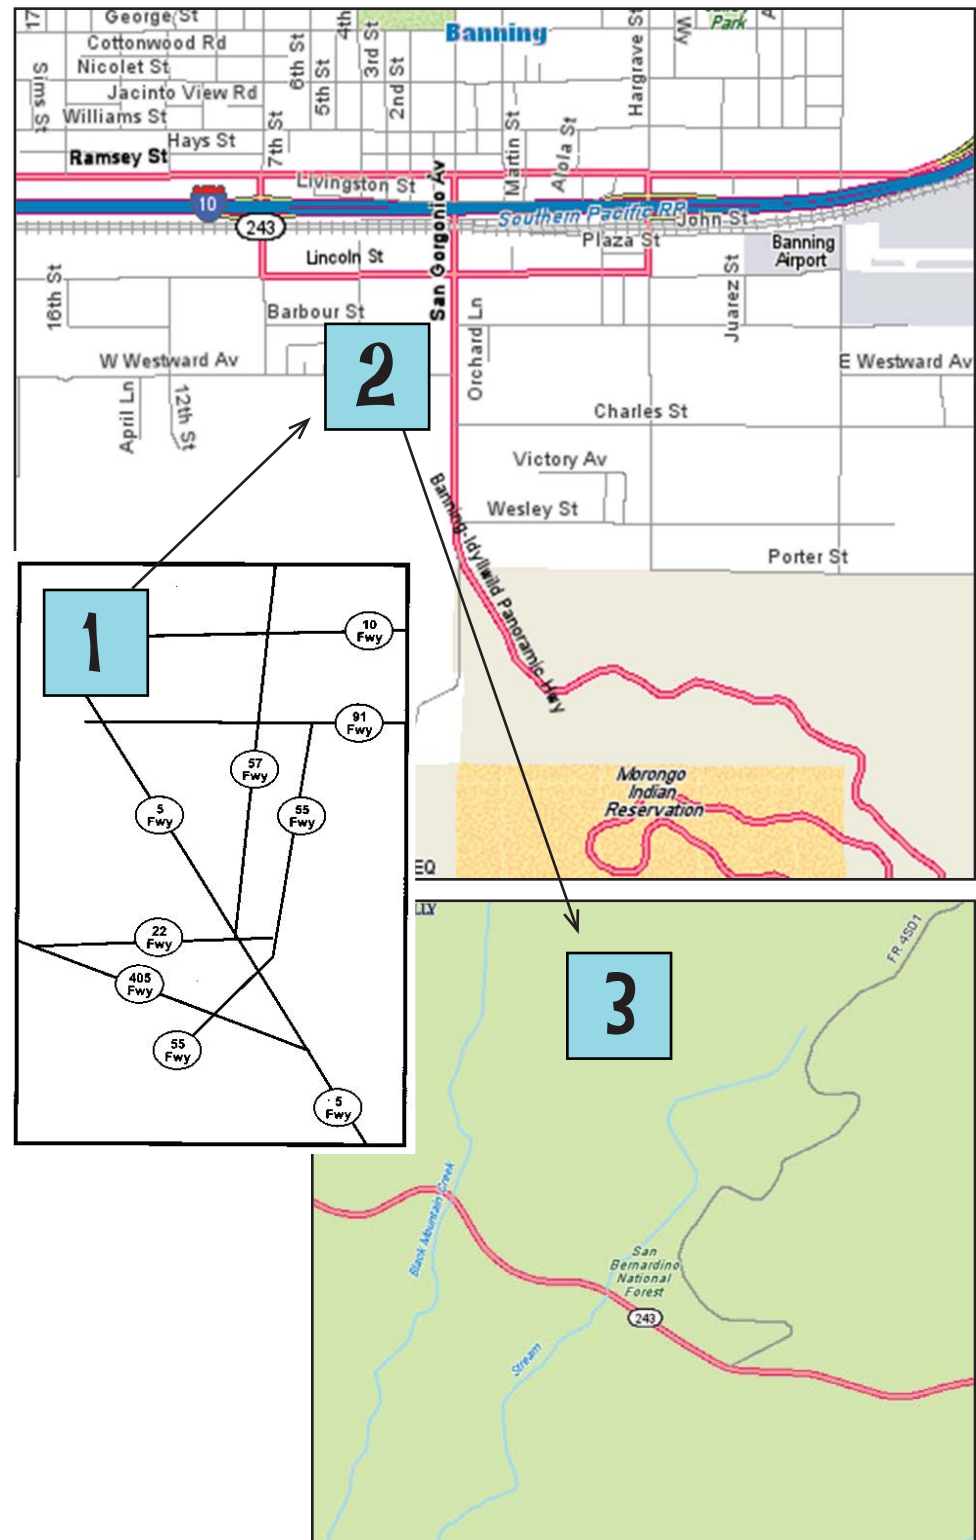 17
George St
4th
3rd St
Banning
Hargrave St
Wy
Park
A
Cottonwood Rd
6th St
Nicolet St
5th St
2nd St
Sims St
Jacinto View Rd
Williams St
7th St
Hays St
Martin St
Alola St
Ramsey St
Livingston St
San Gorgonio Av
10
Southern Pacific RR
John St
243
Plaza St
Banning
Airport
Lincoln St
16th St
Juarez St
Barbour St
Orchard Ln
2
W Westward Av
E Westward Av
April Ln
12th St
Charles St
Victory Av
Banning-Idyllwild Panoramic Hwy
Wesley St
Porter St
1
10
Fwy
91
Fwy
57
Fwy
5
Fwy
55
Fwy
Morongo
Indian
Reservation
EQ
LLY
22
Fwy
405
Fwy
55
Fwy
5
Fwy
FR 4S01
3
Black Mountain Creek
San
Bernardino
National
Forest
243
Stream